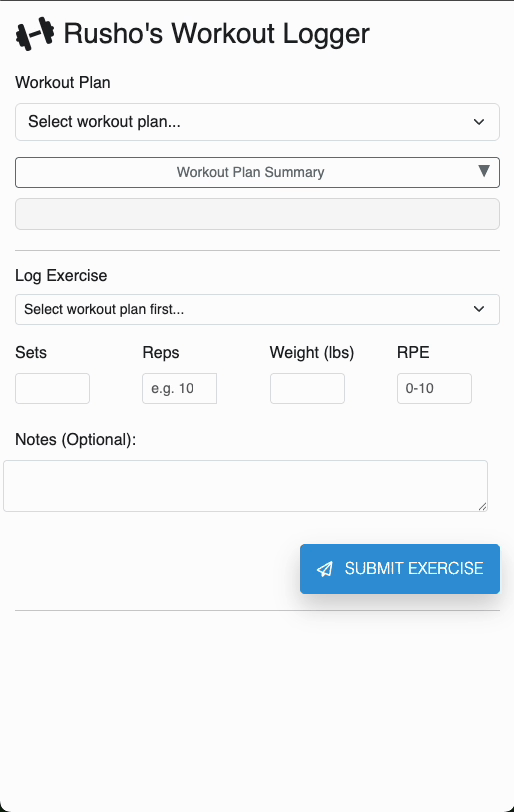 Rusho's Workout Logger
Workout Plan
Select workout plan...
Workout Plan Summary ▼
Log Exercise
Select workout plan first...
Sets Reps Weight (lbs) RPE
e.g. 10 0-10
Notes (Optional):
SUBMIT EXERCISE